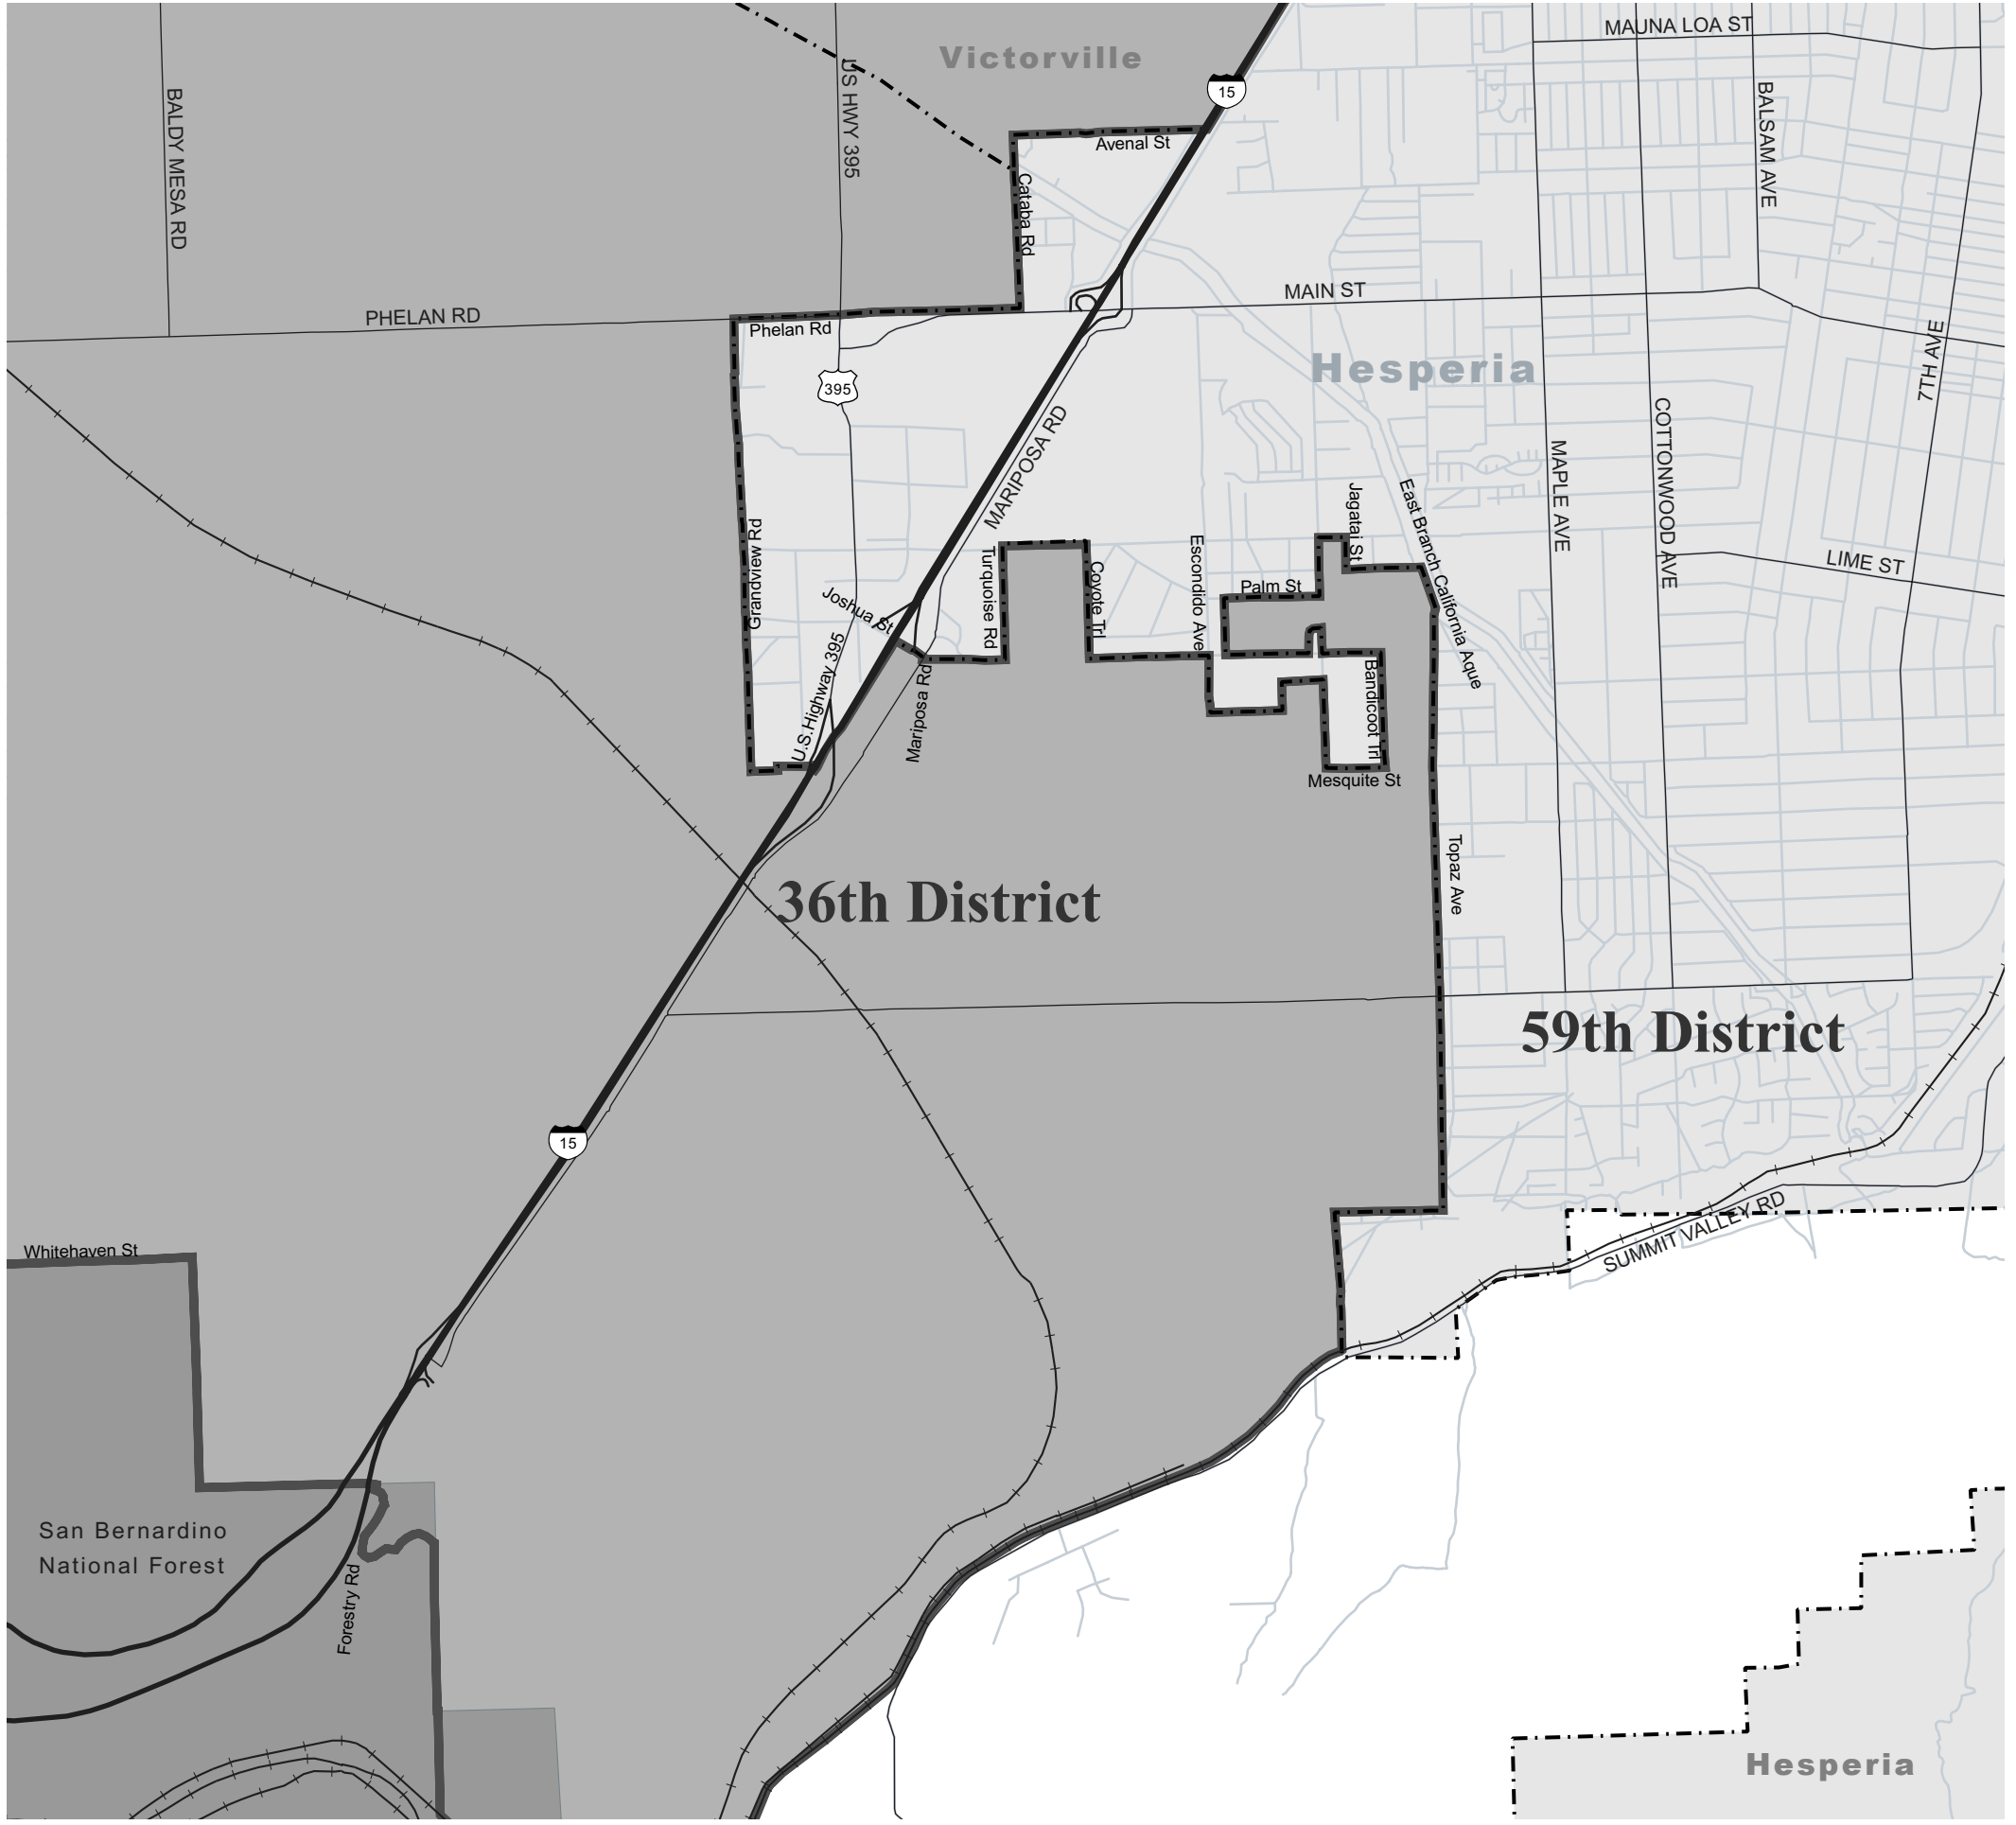 MAUNA LOA ST
Victorville
15
US HWY 395
BALDY MESA RD
BALSAM AVE
Avenal St
Cataba Rd
MAIN ST
PHELAN RD
Phelan Rd
Hesperia
7TH AVE
395
MARIPOSA RD
COTTONWOOD AVE
MAPLE AVE
Jagatai St
East Branch California Aque
Grandview Rd
Turquoise Rd
Coyote Trl
Escondido Ave
LIME ST
Palm St
Joshua St
U.S.Highway 395
Mariposa Rd
Bandicoot Trl
Mesquite St
Topaz Ave
36th District
59th District
15
SUMMIT VALLEY RD
Whitehaven St
San Bernardino
National Forest
Forestry Rd
Hesperia